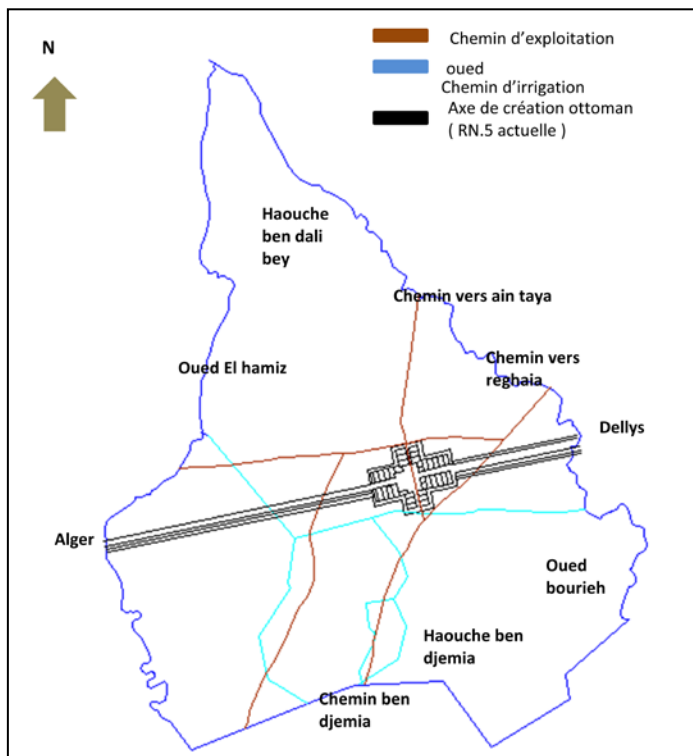 N
Chemin d'exploitation
oued
Chemin d'irrigation
Axe de création ottoman
( RN.5 actuelle )
Haouche
ben dali
bey
Chemin vers ain taya
Chemin vers
reghaia
Oued El hamiz
Dellys
Alger
Oued
bourieh
Haouche ben
djemia
Chemin ben
djemia